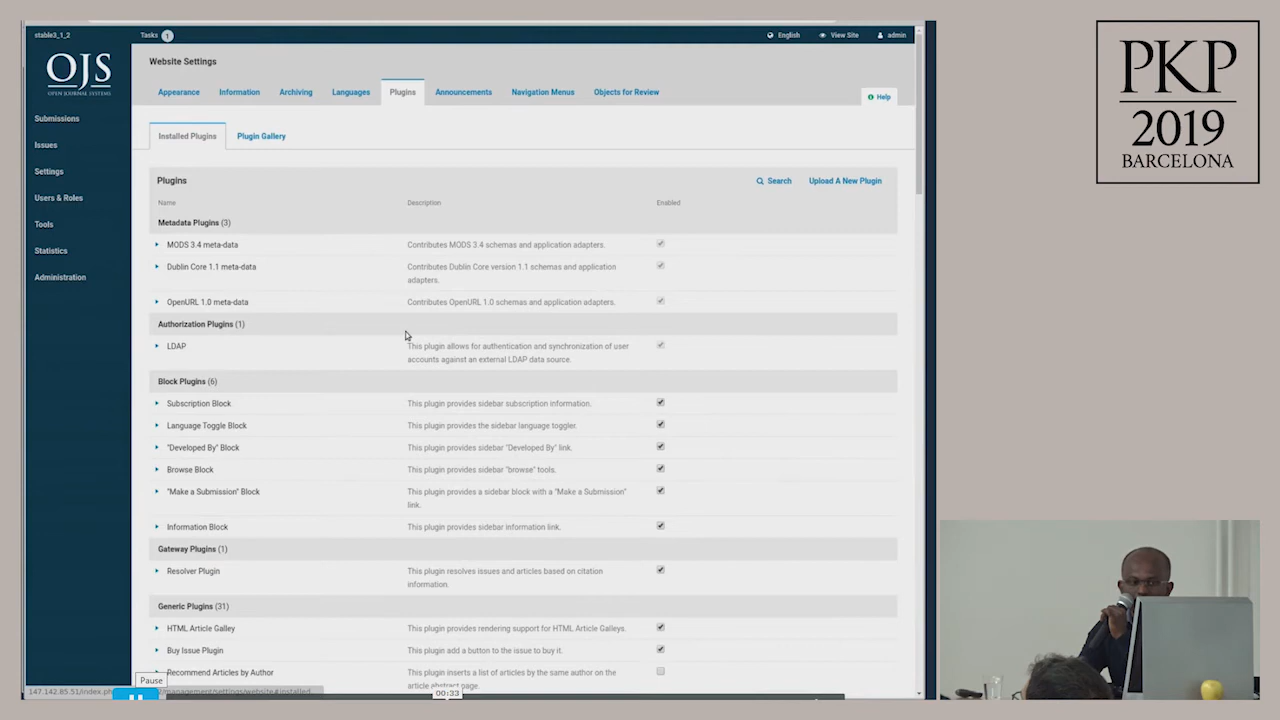 stable3_1_2
Tasks 1
English
View Site
admin
OJS
OPEN JOURNAL SYSTEMS
Submissions
Issues
Settings
Users & Roles
Tools
Statistics
Administration
Website Settings
Appearance
Information
Archiving
Languages
Plugins
Announcements
Navigation Menus
Objects for Review
Help
Installed Plugins
Plugin Gallery
Plugins
Search
Upload A New Plugin
Name
Description
Enabled
Metadata Plugins (3)
MODS 3.4 meta-data
Contributes MODS 3.4 schemas and application adapters.
Dublin Core 1.1 meta-data
Contributes Dublin Core version 1.1 schemas and application
adapters.
OpenURL 1.0 meta-data
Contributes OpenURL 1.0 schemas and application adapters.
Authorization Plugins (1)
LDAP
This plugin allows for authentication and synchronization of user
accounts against an external LDAP data source.
Block Plugins (6)
Subscription Block
This plugin provides sidebar subscription information.
Language Toggle Block
This plugin provides the sidebar language toggler.
"Developed By" Block
This plugin provides sidebar "Developed By" link.
Browse Block
This plugin provides sidebar "browse" tools.
"Make a Submission" Block
This plugin provides a sidebar block with a "Make a Submission"
link.
Information Block
This plugin provides sidebar information link.
Gateway Plugins (1)
Resolver Plugin
This plugin resolves issues and articles based on citation
information.
Generic Plugins (31)
HTML Article Galley
This plugin provides rendering support for HTML Article Galleys.
Buy Issue Plugin
This plugin add a button to the issue to buy it.
Recommend Articles by Author
This plugin inserts a list of articles by the same author on the
article abstract page.
Pause
147.142.85.51/index.ph
/management/settings/website#installed
00:33
PKP
2019
BARCELONA